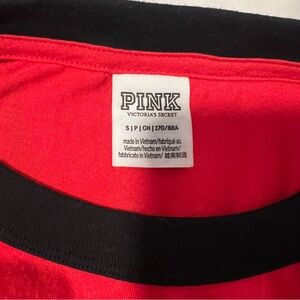 PINK
VICTORIA'S SECRET
S | P | CH | 170/88A
made in Vietnam/fabriqué au
Vietnam/hecho en Vietnam/
fabbricato in Vietnam/ 越南制造